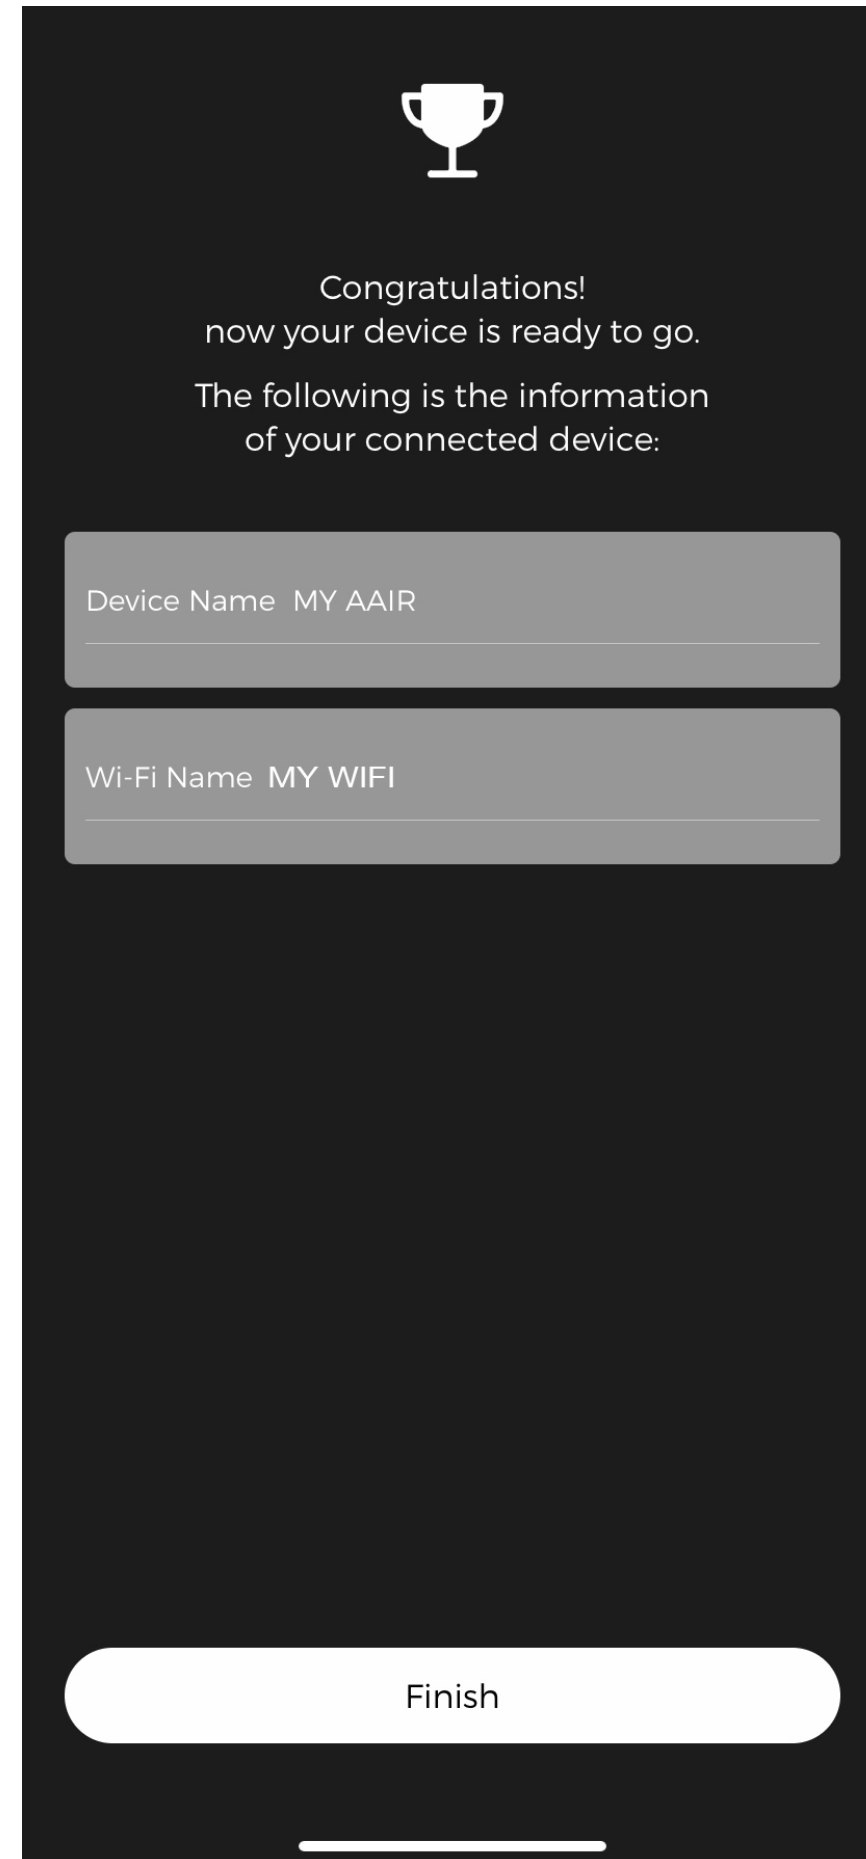 Congratulations!
now your device is ready to go.
The following is the information
of your connected device:
Device Name MY AAIR
Wi-Fi Name MY WIFI
Finish